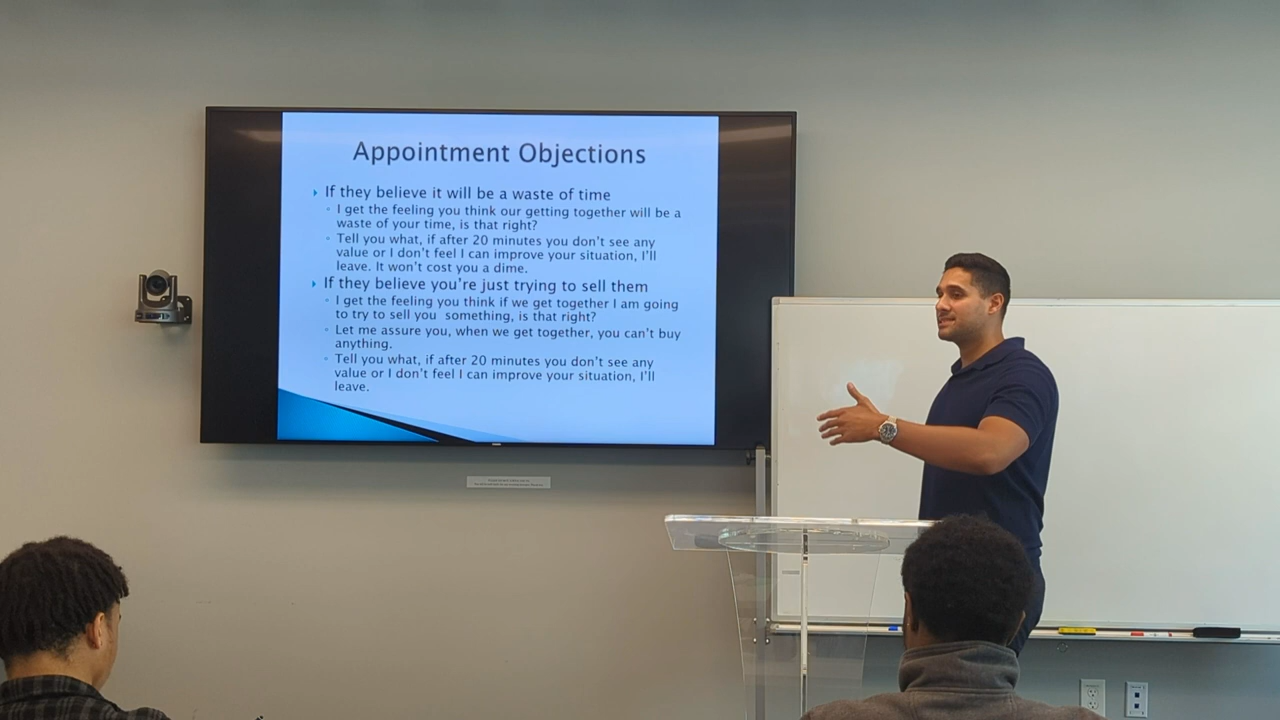 Appointment Objections
If they believe it will be a waste of time
I get the feeling you think our getting together will be a
waste of your time, is that right?
Tell you what, if after 20 minutes you don't see any
value or I don't feel I can improve your situation, I'll
leave. It won't cost you a dime.
If they believe you're just trying to sell them
I get the feeling you think if we get together I am going
to try to sell you something, is that right?
Let me assure you, when we get together, you can't buy
anything.
Tell you what, if after 20 minutes you don't see any
value or I don't feel I can improve your situation, I'll
leave.